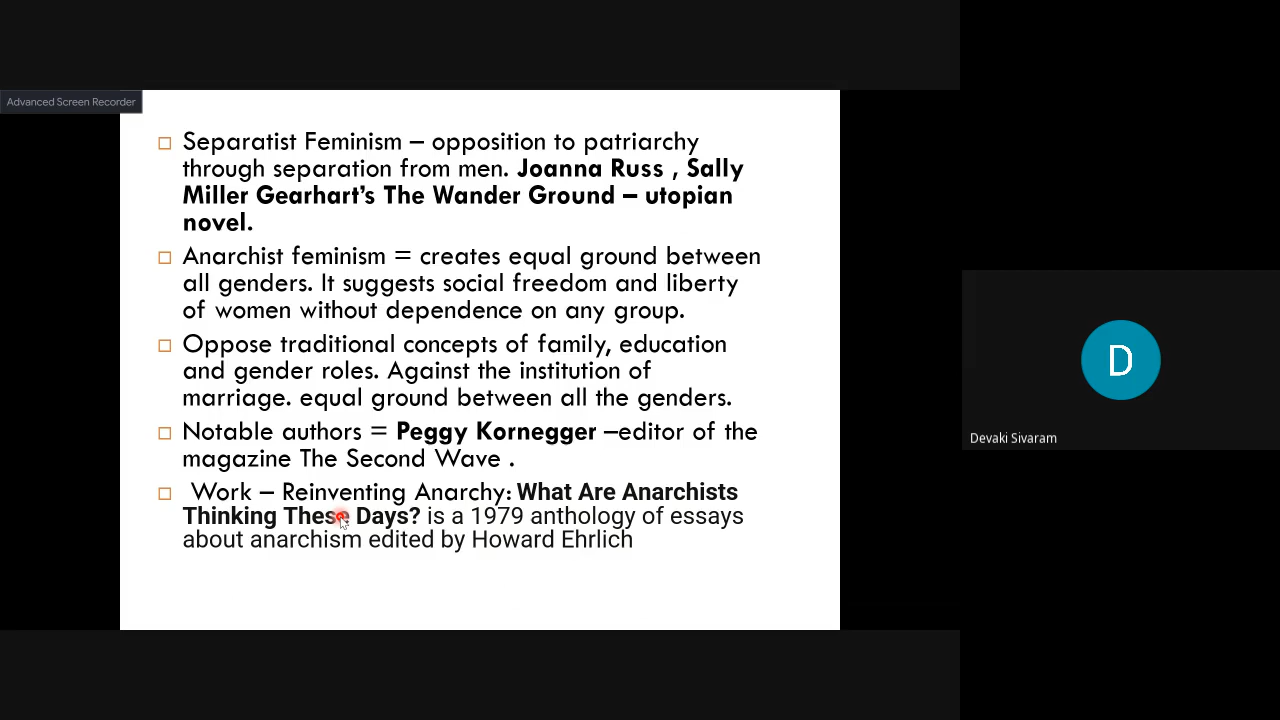 Advanced Screen Recorder
Separatist Feminism – opposition to patriarchy
through separation from men. Joanna Russ , Sally
Miller Gearhart’s The Wander Ground – utopian
novel.
Anarchist feminism = creates equal ground between
all genders. It suggests social freedom and liberty
of women without dependence on any group.
Oppose traditional concepts of family, education
and gender roles. Against the institution of
marriage. equal ground between all the genders.
Notable authors = Peggy Kornegger –editor of the
magazine The Second Wave .
Work – Reinventing Anarchy: What Are Anarchists
Thinking These Days? is a 1979 anthology of essays
about anarchism edited by Howard Ehrlich
D
Devaki Sivaram